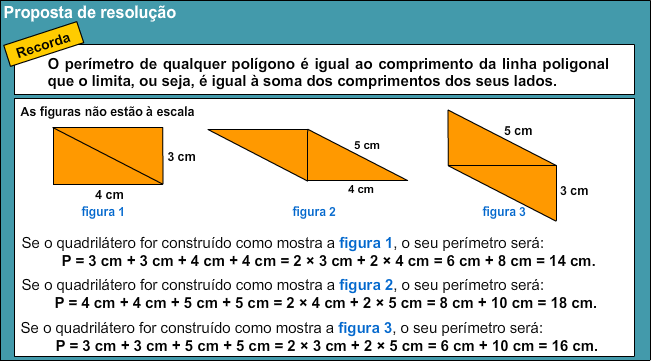 Proposta de resolução
Recorda
O perímetro de qualquer polígono é igual ao comprimento da linha poligonal
que o limita, ou seja, é igual à soma dos comprimentos dos seus lados.
As figuras não estão à escala
3 cm
4 cm
figura 1
5 cm
4 cm
figura 2
5 cm
3 cm
figura 3
Se o quadrilátero for construído como mostra a figura 1, o seu perímetro será:
P = 3 cm + 3 cm + 4 cm + 4 cm = 2 × 3 cm + 2 × 4 cm = 6 cm + 8 cm = 14 cm.
Se o quadrilátero for construído como mostra a figura 2, o seu perímetro será:
P = 4 cm + 4 cm + 5 cm + 5 cm = 2 × 4 cm + 2 × 5 cm = 8 cm + 10 cm = 18 cm.
Se o quadrilátero for construído como mostra a figura 3, o seu perímetro será:
P = 3 cm + 3 cm + 5 cm + 5 cm = 2 × 3 cm + 2 × 5 cm = 6 cm + 10 cm = 16 cm.